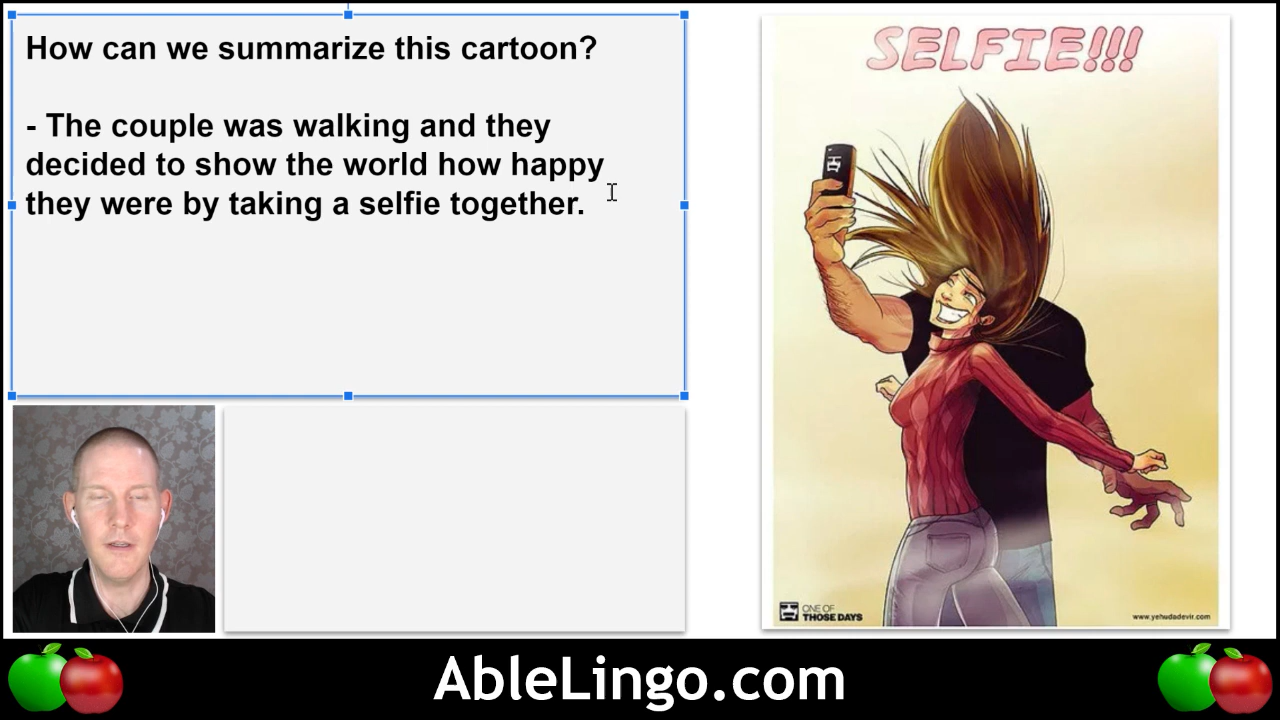 How can we summarize this cartoon?
- The couple was walking and they
decided to show the world how happy
they were by taking a selfie together.
SELFIE!!!
ONE OF
THOSE DAYS
www.yehudadevir.com
AbleLingo.com